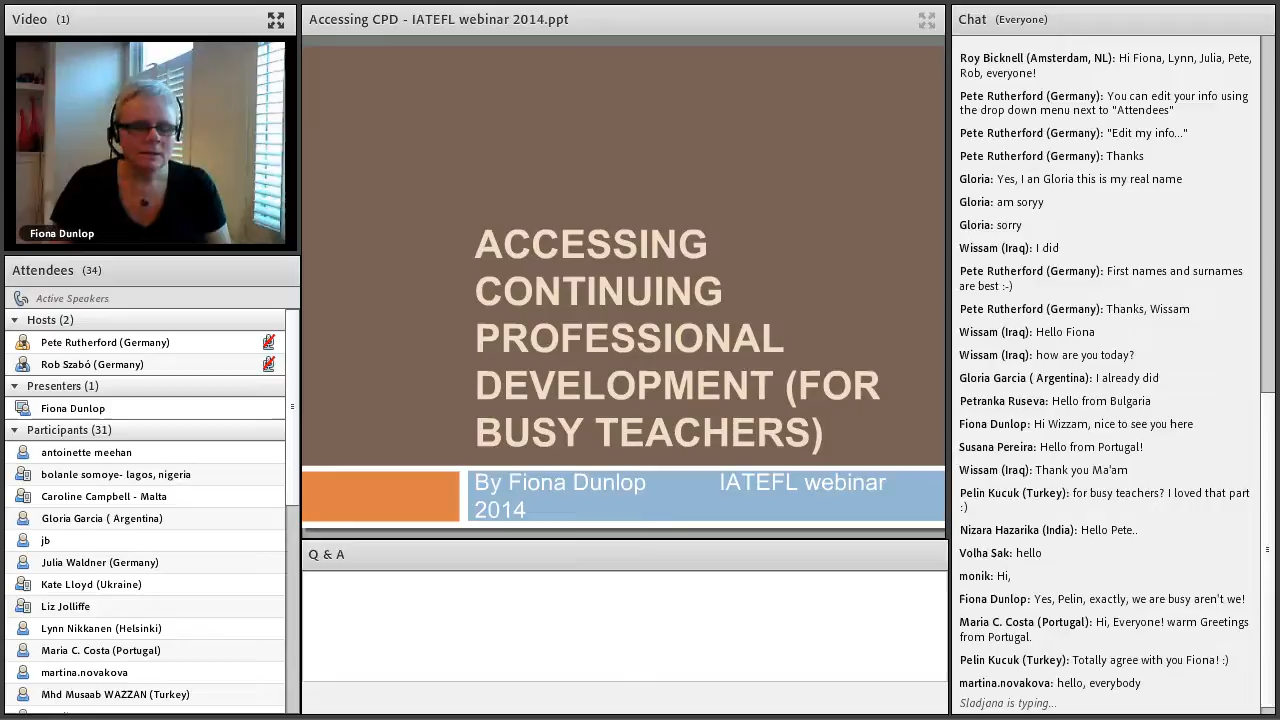 Video (1)
Fiona Dunlop
Attendees (34)
Active Speakers
Hosts (2)
Pete Rutherford (Germany)
Rob Szabó (Germany)
Presenters (1)
Fiona Dunlop
Participants (31)
antoinette meehan
bolanle somoye- lagos, nigeria
Caroline Campbell - Malta
Gloria Garcia ( Argentina)
jb
Julia Waldner (Germany)
Kate Lloyd (Ukraine)
Liz Jolliffe
Lynn Nikkanen (Helsinki)
Maria C. Costa (Portugal)
martina.novakova
Mhd Musaab WAZZAN (Turkey)
Accessing CPD - IATEFL webinar 2014.ppt
ACCESSING
CONTINUING
PROFESSIONAL
DEVELOPMENT (FOR
BUSY TEACHERS)
By Fiona Dunlop IATEFL webinar
2014
Q & A
Chat (Everyone)
Roy Bicknell (Amsterdam, NL): Hi Fiona, Lynn, Julia, Pete,
Rob, everyone!
Pete Rutherford (Germany): You can edit your info using
the drop down menu next to "Attendees"
Pete Rutherford (Germany): "Edit my info..."
Pete Rutherford (Germany): Thanks
Gloria: Yes, I an Gloria this is my real name
Gloria: am soryy
Gloria: sorry
Wissam (Iraq): I did
Pete Rutherford (Germany): First names and surnames
are best :-)
Pete Rutherford (Germany): Thanks, Wissam
Wissam (Iraq): Hello Fiona
Wissam (Iraq): how are you today?
Gloria Garcia ( Argentina): I already did
Petranka Ruseva: Hello from Bulgaria
Fiona Dunlop: Hi Wizzam, nice to see you here
Susana Pereira: Hello from Portugal!
Wissam (Iraq): Thank you Ma'am
Pelin Kucuk (Turkey): for busy teachers? I loved that part
:)
Nizara Hazarika (India): Hello Pete..
Volha Sak: hello
monik: Hi,
Fiona Dunlop: Yes, Pelin, exactly, we are busy aren't we!
Maria C. Costa (Portugal): Hi, Everyone! warm Greetings
from Portugal.
Pelin Kucuk (Turkey): Totally agree with you Fiona! :)
martina.novakova: hello, everybody
Sladjana is typing...